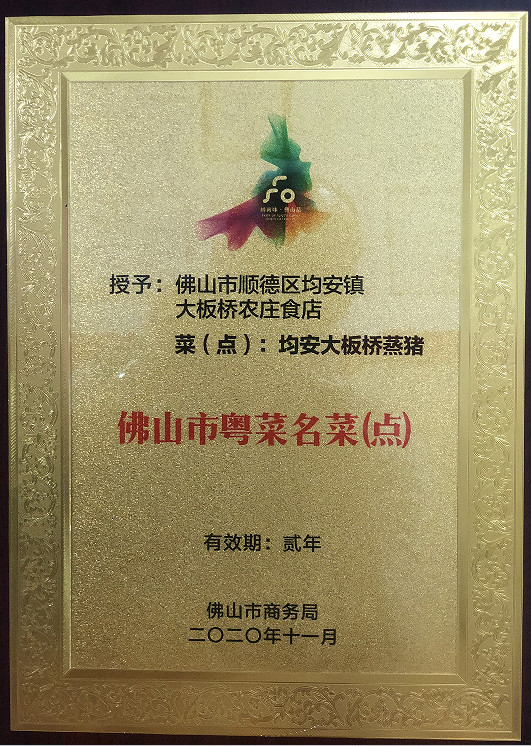 授予：佛山市顺德区均安镇
大板桥农庄食店
菜（点）：均安大板桥蒸猪
佛山市粤菜名菜(点)
有效期：贰年
佛山市商务局
二〇二〇年十一月